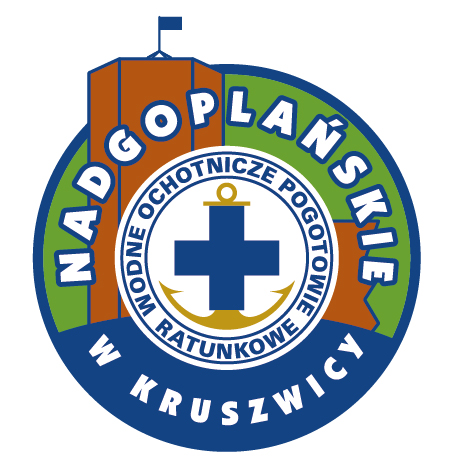 NADGOPLAŃSKIE
WODNE OCHOTNICZE POGOTOWIE
RATUNKOWE
W KRUSZWICY